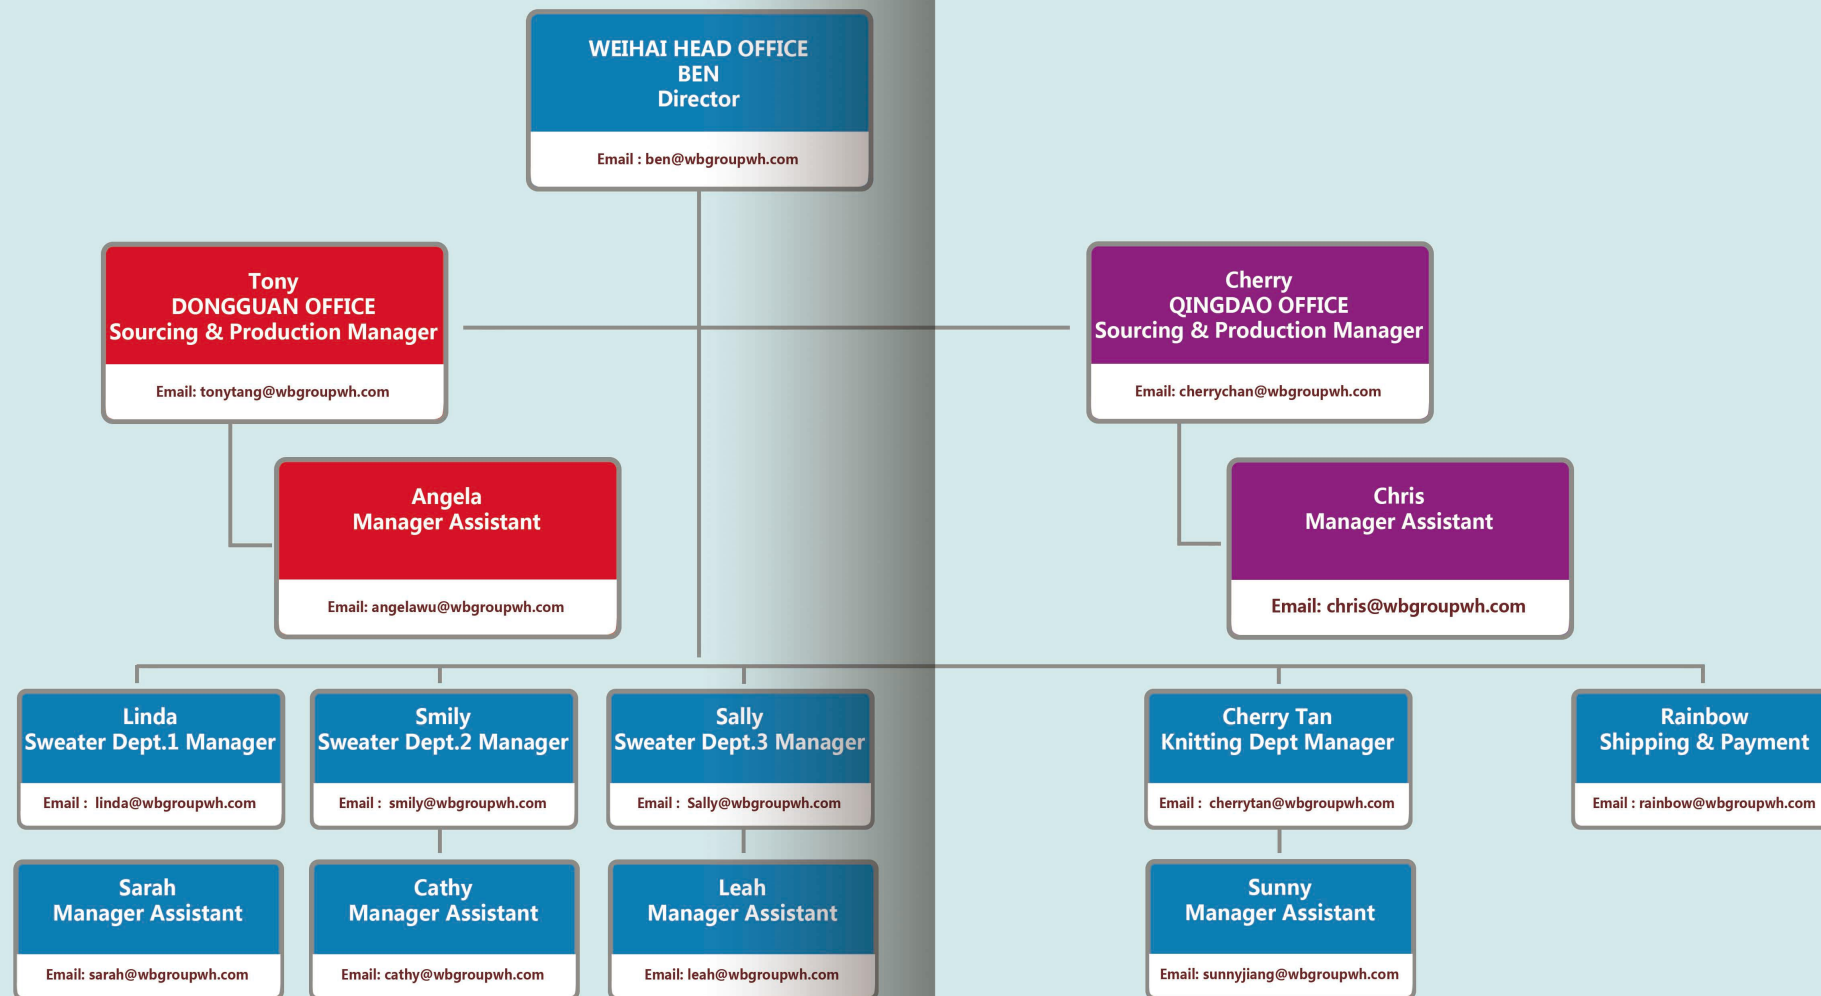 WEIHAI HEAD OFFICE
BEN
Director
Email : ben@wbgroupwh.com
Tony
DONGGUAN OFFICE
Sourcing & Production Manager
Email: tonytang@wbgroupwh.com
Cherry
QINGDAO OFFICE
Sourcing & Production Manager
Email: cherrychan@wbgroupwh.com
Angela
Manager Assistant
Email: angelawu@wbgroupwh.com
Chris
Manager Assistant
Email: chris@wbgroupwh.com
Linda
Sweater Dept.1 Manager
Email : linda@wbgroupwh.com
Smily
Sweater Dept.2 Manager
Email : smily@wbgroupwh.com
Sally
Sweater Dept.3 Manager
Email : Sally@wbgroupwh.com
Cherry Tan
Knitting Dept Manager
Email : cherrytan@wbgroupwh.com
Rainbow
Shipping & Payment
Email : rainbow@wbgroupwh.com
Sarah
Manager Assistant
Email: sarah@wbgroupwh.com
Cathy
Manager Assistant
Email: cathy@wbgroupwh.com
Leah
Manager Assistant
Email: leah@wbgroupwh.com
Sunny
Manager Assistant
Email: sunnyjiang@wbgroupwh.com